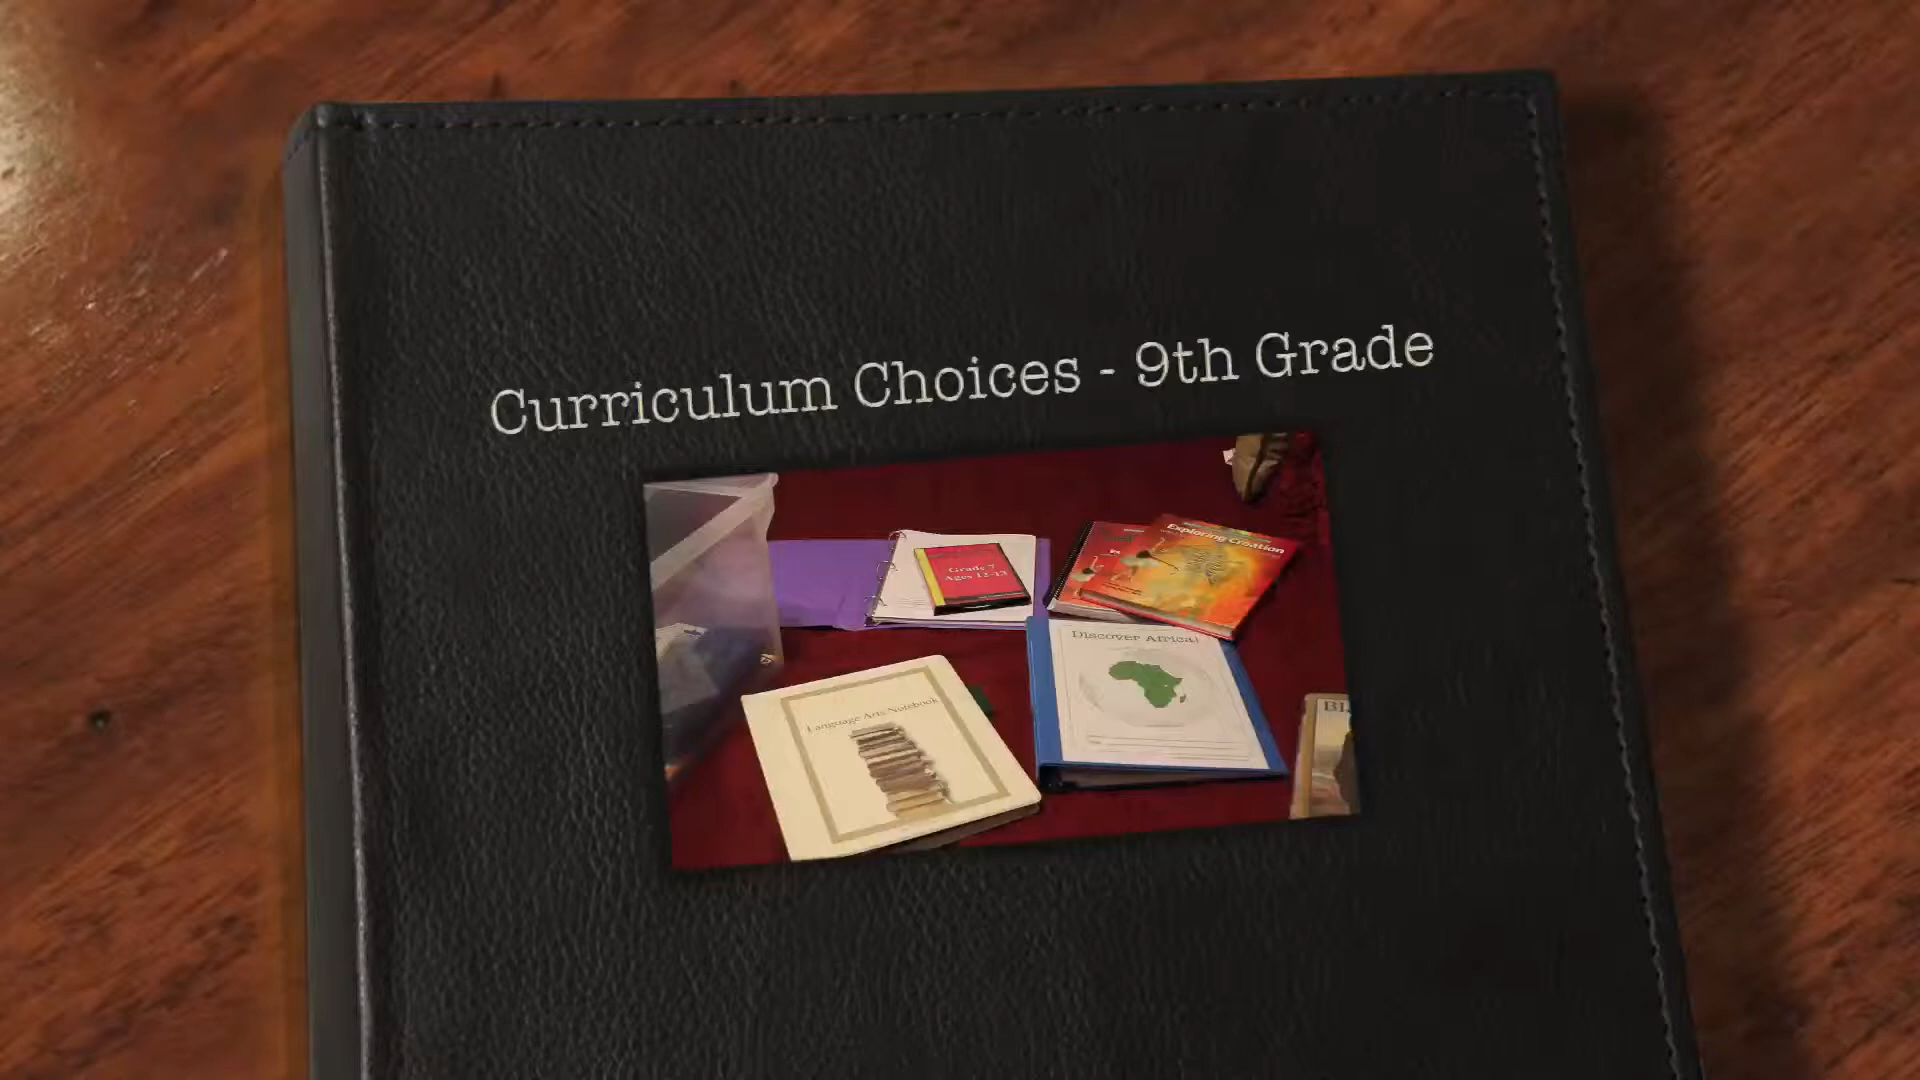 Curriculum Choices - 9th Grade
Exploring Creation
Grade 7
Ages 12-13
Discover Africa!
Language Arts Notebook